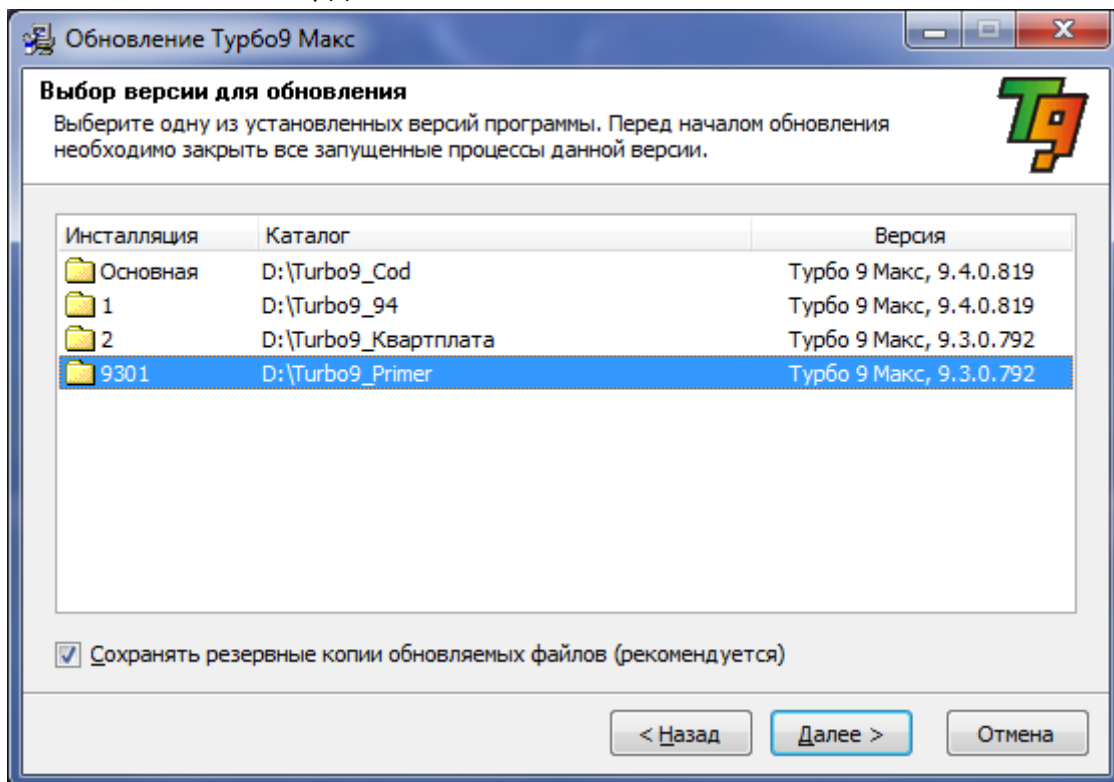 Обновление Турбо9 Макс
Выбор версии для обновления
Выберите одну из установленных версий программы. Перед началом обновления
необходимо закрыть все запущенные процессы данной версии.
Т9
Инсталляция Каталог Версия
Основная D:\Turbo9_Cod Турбо 9 Макс, 9.4.0.819
1 D:\Turbo9_94 Турбо 9 Макс, 9.4.0.819
2 D:\Turbo9_Квартплата Турбо 9 Макс, 9.3.0.792
9301 D:\Turbo9_Primer Турбо 9 Макс, 9.3.0.792
Сохранять резервные копии обновляемых файлов (рекомендуется)
< Назад Далее > Отмена